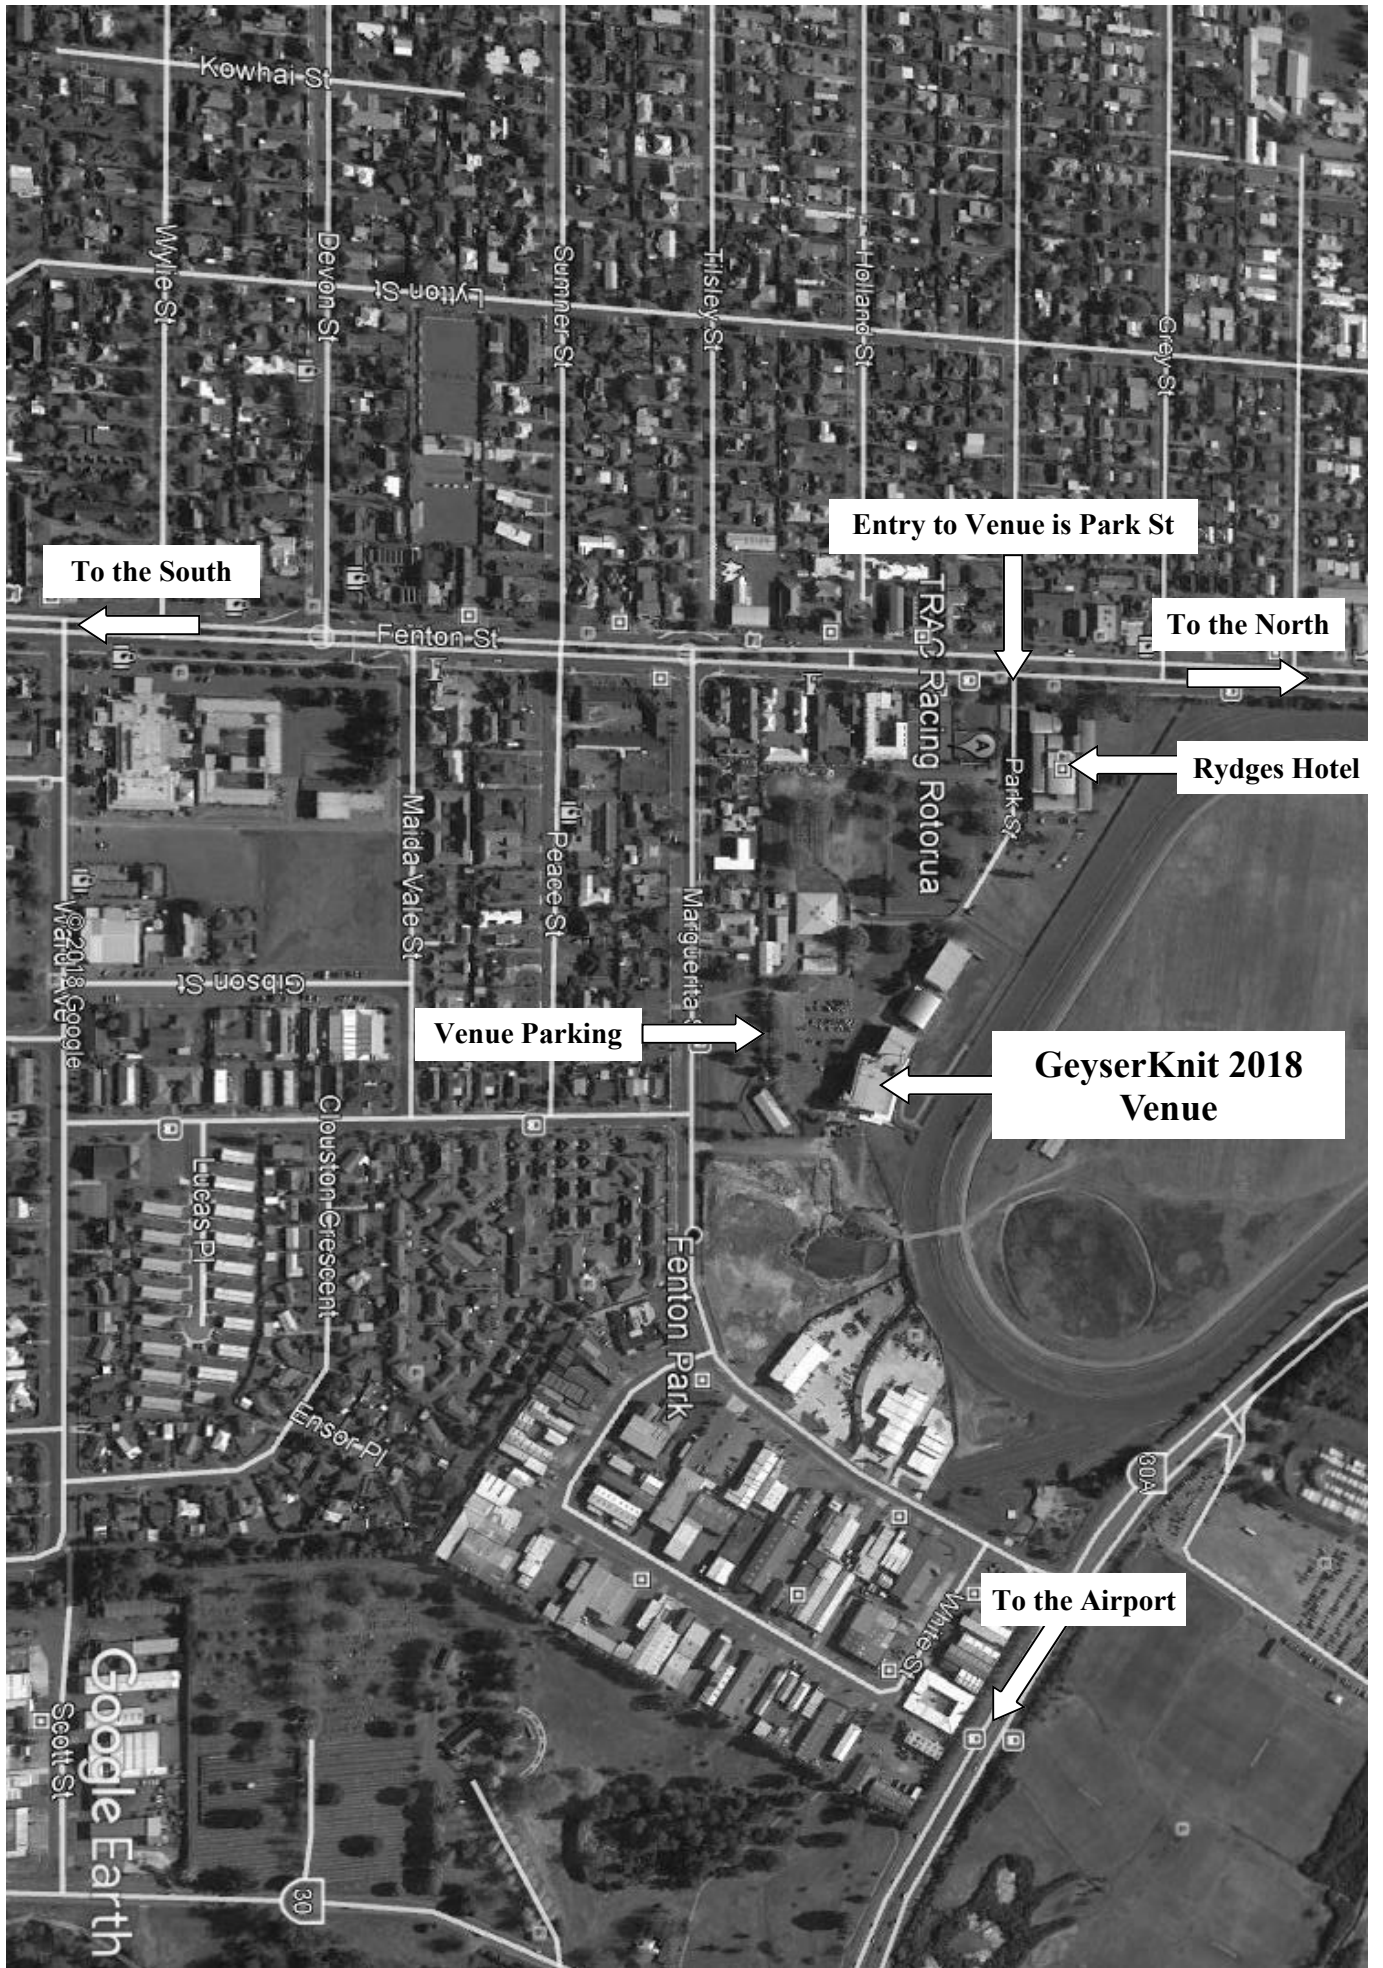 Kowhai St
Wylie St
Devon St
Lytton St
Sumner St
Tilsley St
Holland St
Grey St
Entry to Venue is Park St
To the South
Fenton St
TRAC Racing Rotorua
To the North
A
Park St
Rydges Hotel
Maida Vale St
Peace St
Marguerita S
Ward Ave
© 2018 Google
Gibson St
Venue Parking
GeyserKnit 2018
Venue
Clouston Crescent
Lucas Pl
Fenton Park
Ensor Pl
30A
White St
To the Airport
Scott St
Google Earth
30